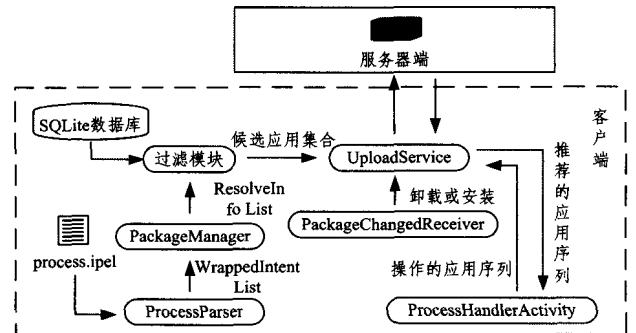 服务器端
客户端
SQLite数据库
过滤模块
候选应用集合
UploadService
推荐的应用序列
ResolveIn
fo List
卸载或安装
PackageManager
PackageChangedReceiver
process.ipel
WrappedIntent
List
操作的应用序列
ProcessParser
ProcessHandlerActivity